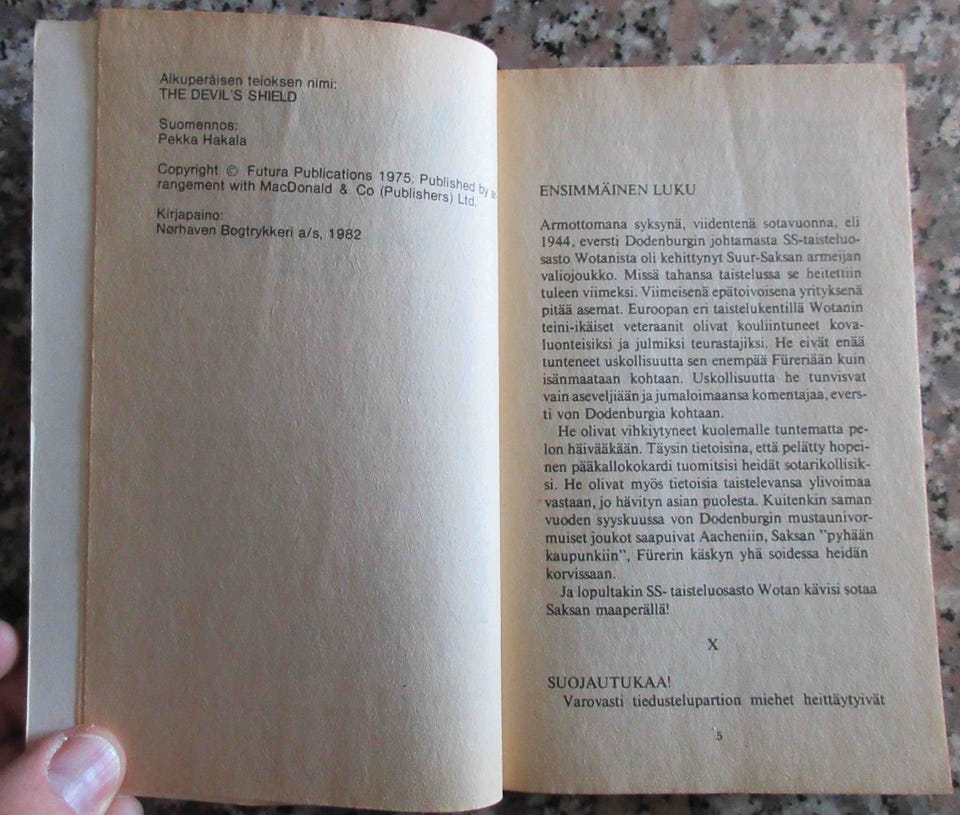 Alkuperäisen teioksen nimi:
THE DEVIL'S SHIELD
Suomennos:
Pekka Hakala
Copyright © Futura Publications 1975. Published by ar-
rangement with MacDonald & Co (Publishers) Ltd.
Kirjapaino:
Nørhaven Bogtrykkeri a/s, 1982
ENSIMMÄINEN LUKU
Armottomana syksynä, viidentenä sotavuonna, eli
1944, eversti Dodenburgin johtamasta SS-taisteluo-
sasto Wotanista oli kehittynyt Suur-Saksan armeijan
valiojoukko. Missä tahansa taistelussa se heitettiin
tuleen viimeksi. Viimeisenä epätoivoisena yrityksenä
pitää asemat. Euroopan eri taistelukentillä Wotanin
teini-ikäiset veteraanit olivat kouliintuneet kova-
luonteisiksi ja julmiksi teurastajiksi. He eivät enää
tunteneet uskollisuutta sen enempää Füreriään kuin
isänmaataan kohtaan. Uskollisuutta he tunvisvat
vain aseveljiään ja jumaloimaansa komentajaa, evers-
ti von Dodenburgia kohtaan.
He olivat vihkiytyneet kuolemalle tuntematta pe-
lon häivääkään. Täysin tietoisina, että pelätty hopei-
nen pääkallokokardi tuomitsisi heidät sotarikollisik-
si. He olivat myös tietoisia taistelevansa ylivoimaa
vastaan, jo hävityn asian puolesta. Kuitenkin saman
vuoden syyskuussa von Dodenburgin mustaunivor-
muiset joukot saapuivat Aacheniin, Saksan "pyhään
kaupunkiin", Fürerin käskyn yhä soidessa heidän
korvissaan.
Ja lopultakin SS- taisteluosasto Wotan kävisi sotaa
Saksan maaperällä!
X
SUOJAUTUKAA!
Varovasti tiedustelupartion miehet heittäytyivät
5